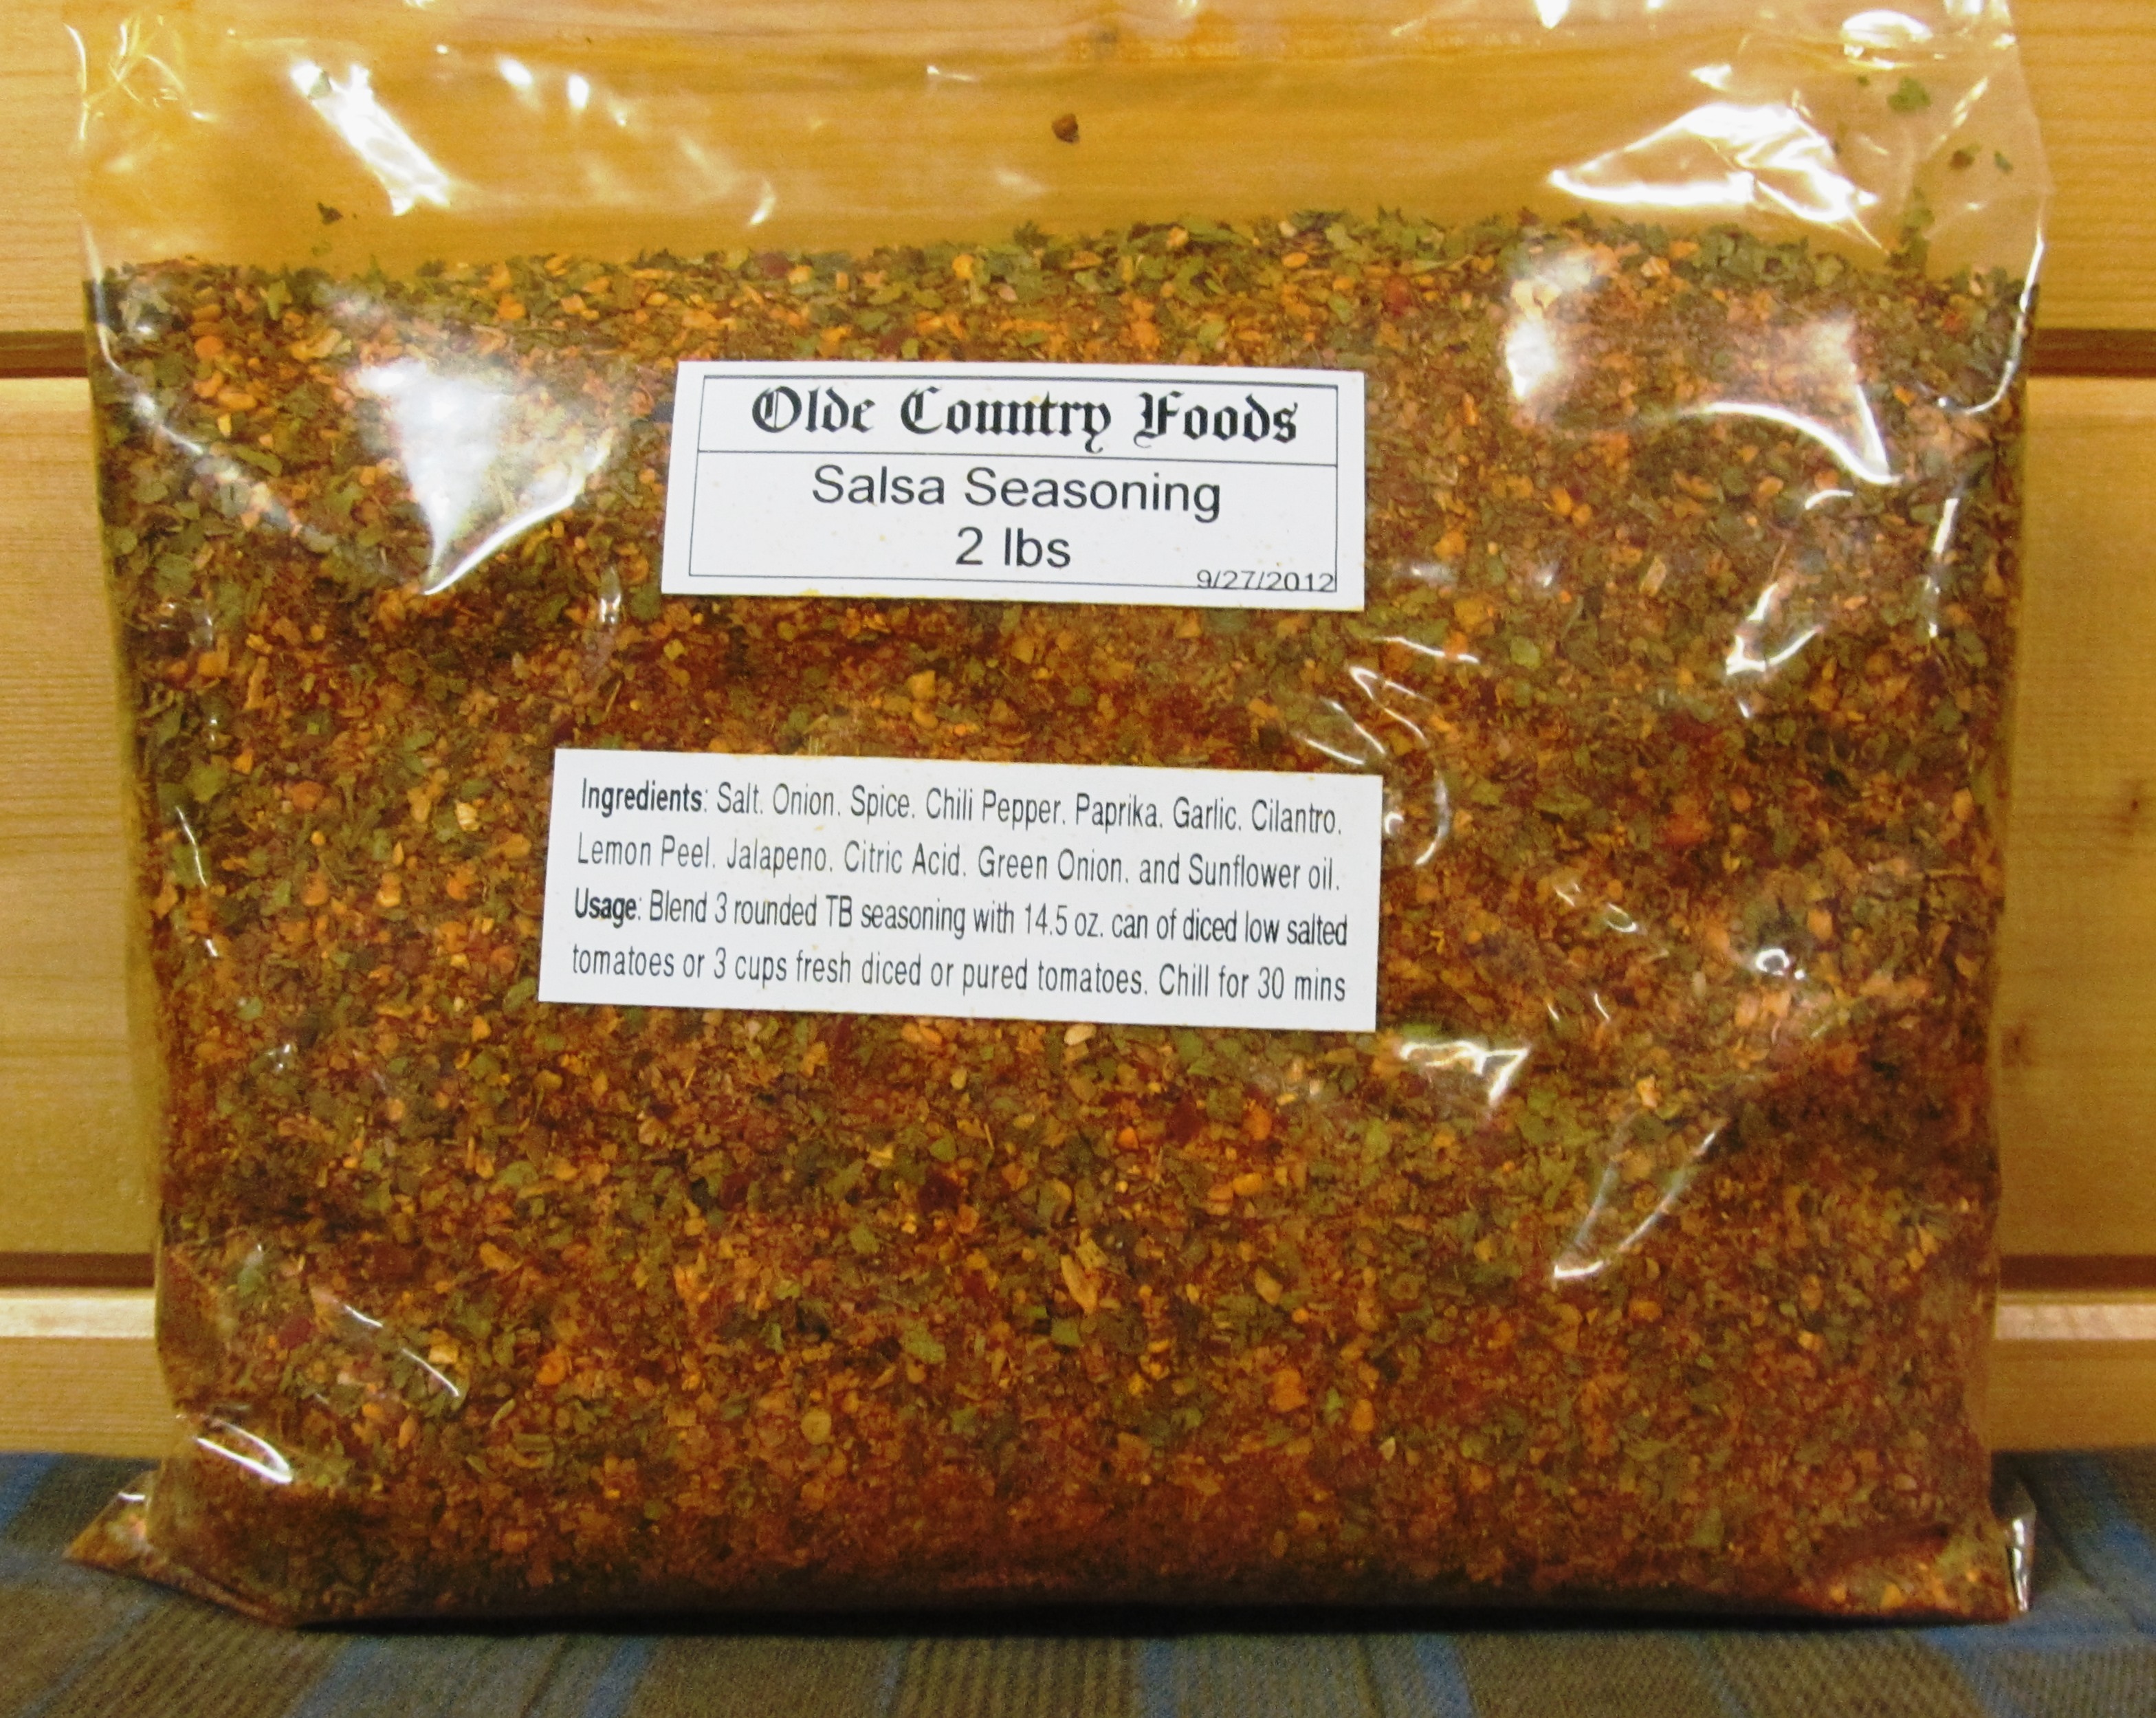 Olde Country Foods
Salsa Seasoning
2 lbs
9/27/2012
Ingredients: Salt, Onion, Spice, Chili Pepper, Paprika, Garlic, Cilantro,
Lemon Peel, Jalapeno, Citric Acid, Green Onion, and Sunflower oil.
Usage: Blend 3 rounded TB seasoning with 14.5 oz. can of diced low salted
tomatoes or 3 cups fresh diced or pured tomatoes. Chill for 30 mins